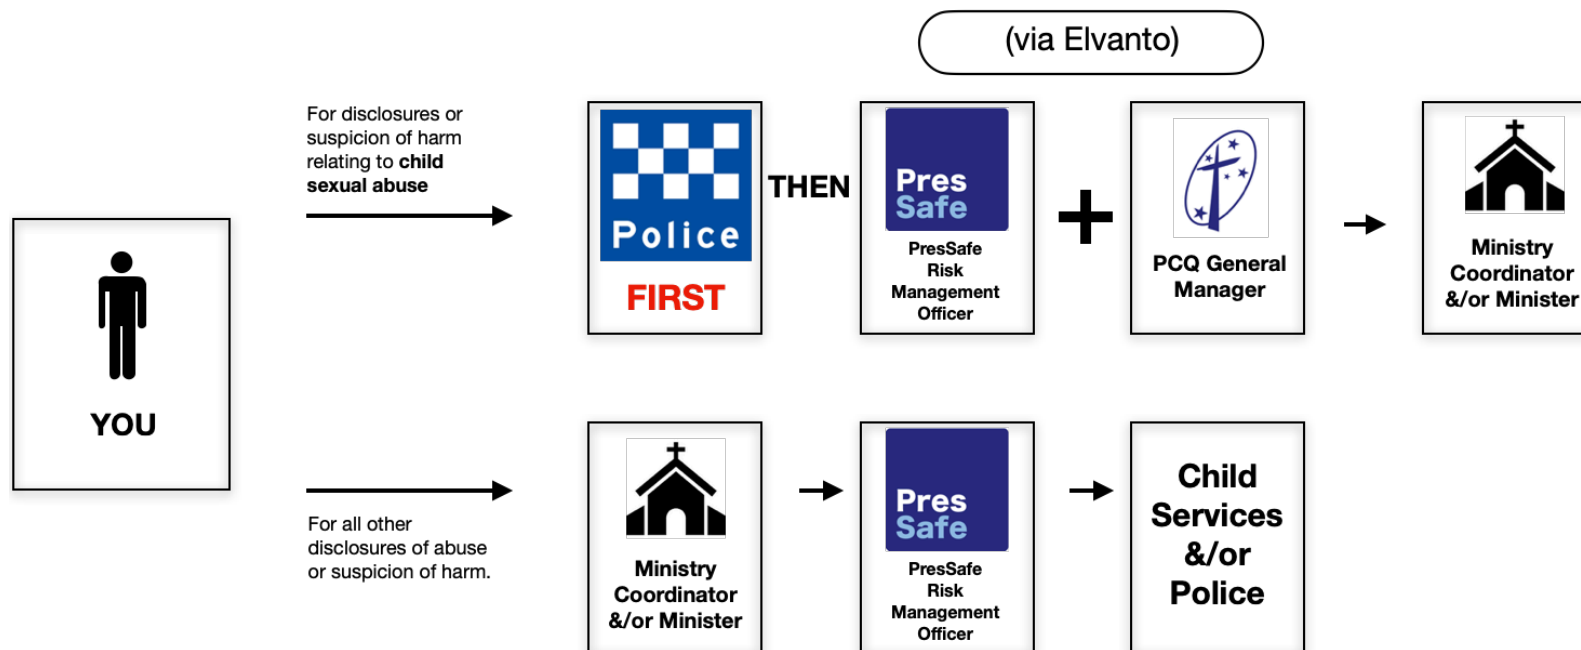 (via Elvanto)
For disclosures or
suspicion of harm
relating to child
sexual abuse
Police
FIRST
THEN
Pres
Safe
PresSafe
Risk
Management
Officer
PCQ General
Manager
Ministry
Coordinator
&/or Minister
YOU
For all other
disclosures of abuse
or suspicion of harm.
Ministry
Coordinator
&/or Minister
Pres
Safe
PresSafe
Risk
Management
Officer
Child
Services
&/or
Police